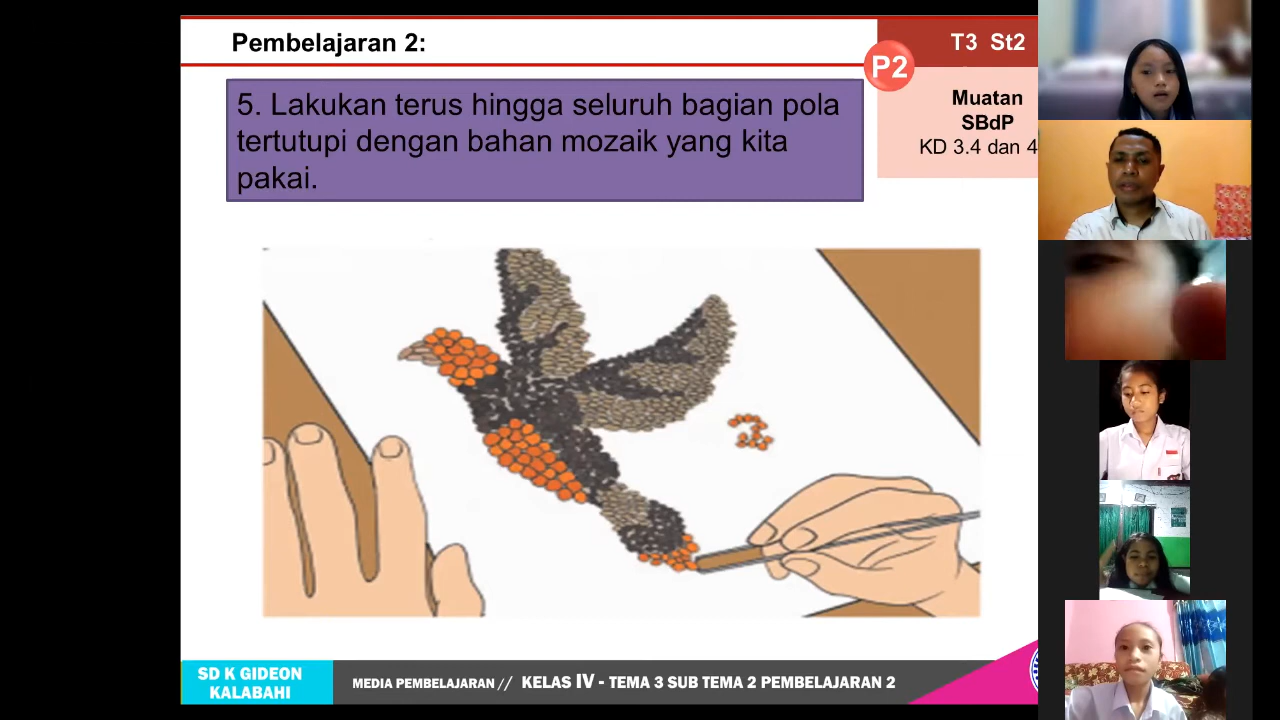 Pembelajaran 2:
T3 St2
P2
5. Lakukan terus hingga seluruh bagian pola
tertutupi dengan bahan mozaik yang kita
pakai.
Muatan
SBdP
KD 3.4 dan 4
SD K GIDEON
KALABAHI
MEDIA PEMBELAJARAN // KELAS IV - TEMA 3 SUB TEMA 2 PEMBELAJARAN 2